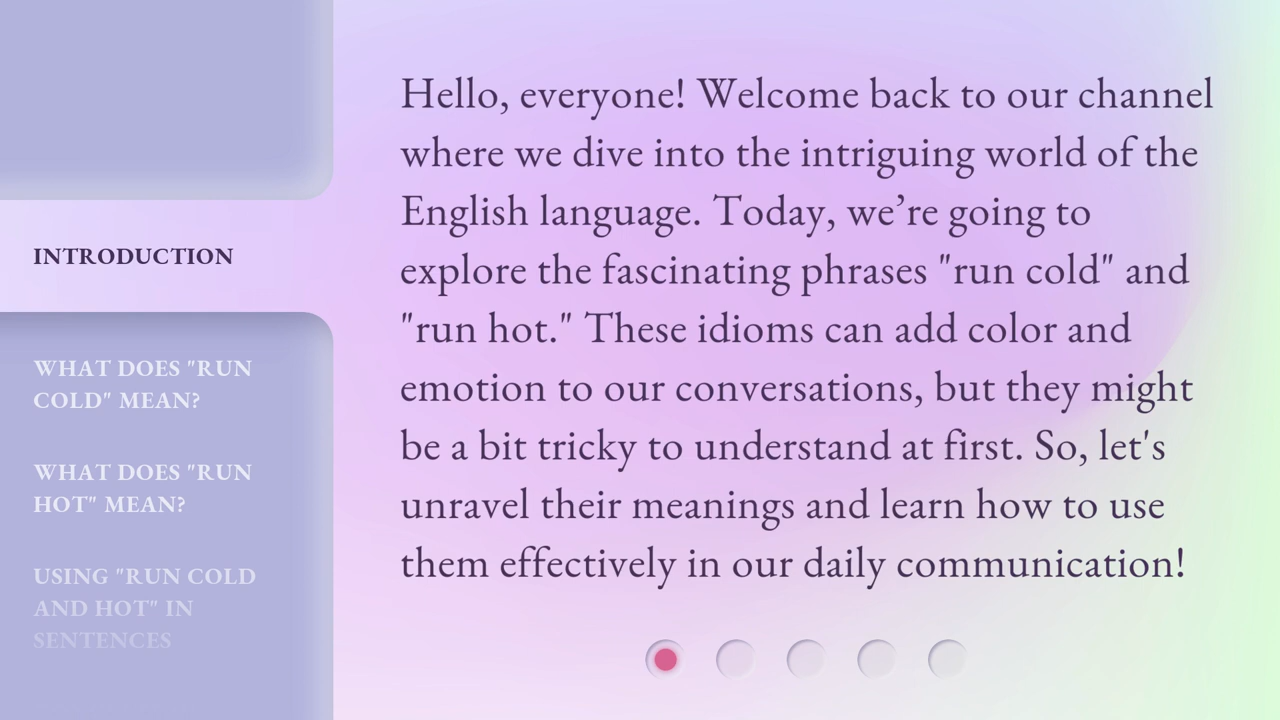 INTRODUCTION
WHAT DOES "RUN
COLD" MEAN?
WHAT DOES "RUN
HOT" MEAN?
USING "RUN COLD
AND HOT" IN
SENTENCES
Hello, everyone! Welcome back to our channel
where we dive into the intriguing world of the
English language. Today, we’re going to
explore the fascinating phrases "run cold" and
"run hot." These idioms can add color and
emotion to our conversations, but they might
be a bit tricky to understand at first. So, let's
unravel their meanings and learn how to use
them effectively in our daily communication!